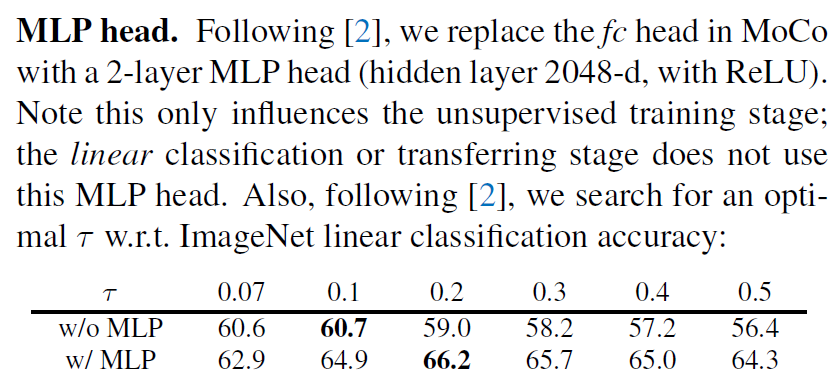 MLP head. Following [2], we replace the fc head in MoCo
with a 2-layer MLP head (hidden layer 2048-d, with ReLU).
Note this only influences the unsupervised training stage;
the linear classification or transferring stage does not use
this MLP head. Also, following [2], we search for an opti-
mal τ w.r.t. ImageNet linear classification accuracy:
τ 0.07 0.1 0.2 0.3 0.4 0.5
w/o MLP 60.6 60.7 59.0 58.2 57.2 56.4
w/ MLP 62.9 64.9 66.2 65.7 65.0 64.3